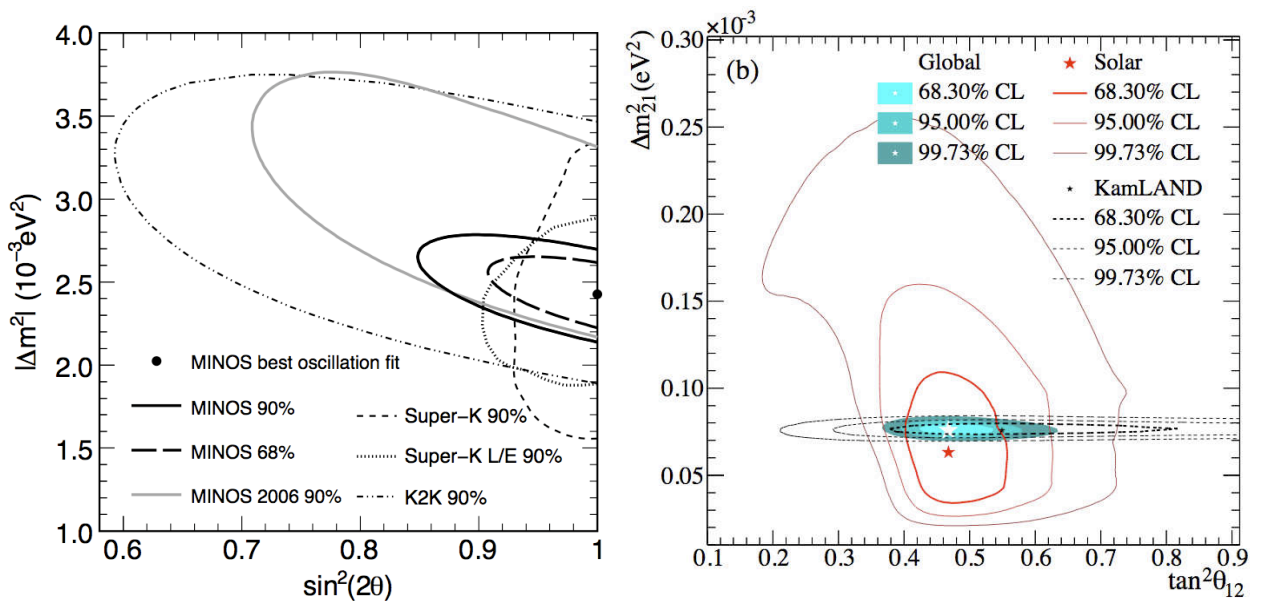 4.0
3.5
3.0
2.5
2.0
1.5
1.0
|Δm²| (10⁻³eV²)
MINOS best oscillation fit
MINOS 90%
MINOS 68%
MINOS 2006 90%
Super−K 90%
Super−K L/E 90%
K2K 90%
0.6 0.7 0.8 0.9 1
sin²(2θ)
×10⁻³
0.30
0.25
0.20
0.15
0.10
0.05
Δm²₂₁(eV²)
(b)
Global
68.30% CL
95.00% CL
99.73% CL
Solar
68.30% CL
95.00% CL
99.73% CL
KamLAND
68.30% CL
95.00% CL
99.73% CL
0.1 0.2 0.3 0.4 0.5 0.6 0.7 0.8 0.9
tan²θ₁₂